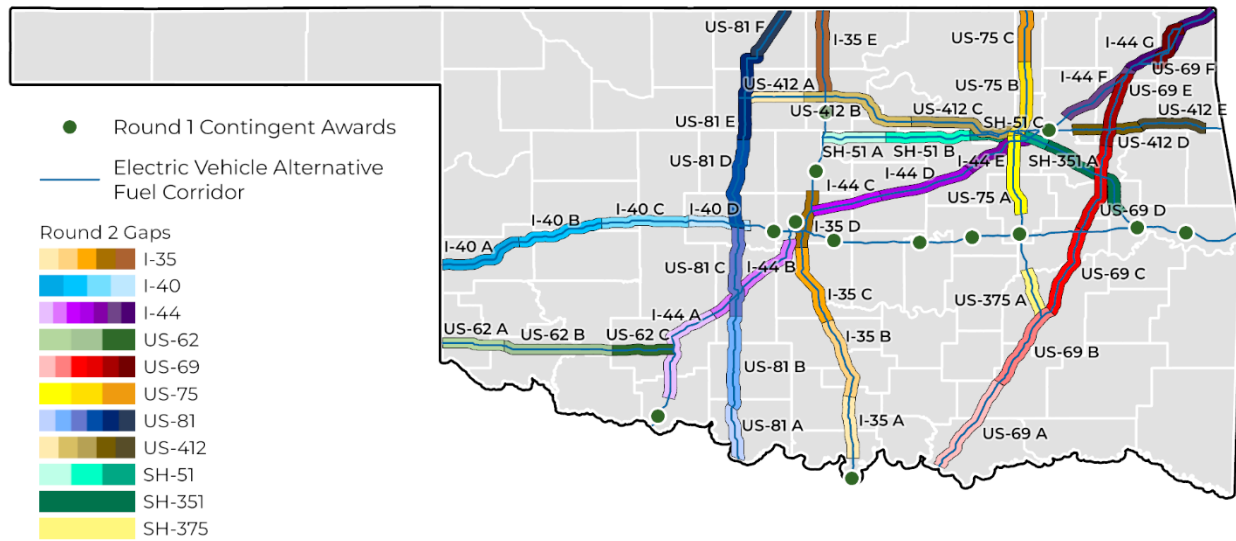 US-81 F
I-35 E
US-75 C
I-44 G
US-69 F
I-44 F
US-69 E
US-412 A
US-75 B
US-412 B
US-412 C
US-412 E
Round 1 Contingent Awards
US-81 E
SH-51 C
US-412 D
Electric Vehicle Alternative
Fuel Corridor
US-81 D
SH-51 A
SH-51 B
I-44 E
SH-351 A
I-44 D
I-44 C
US-75 A
I-40 C
I-40 D
US-69 D
I-40 B
I-35 D
Round 2 Gaps
I-40 A
I-35
I-40
I-44
US-62
US-69
US-75
US-81
US-412
SH-51
SH-351
SH-375
US-81 C
I-44 B
US-69 C
I-35 C
US-375 A
I-44 A
US-62 A
US-62 B
US-62 C
I-35 B
US-69 B
US-81 B
I-35 A
US-81 A
US-69 A